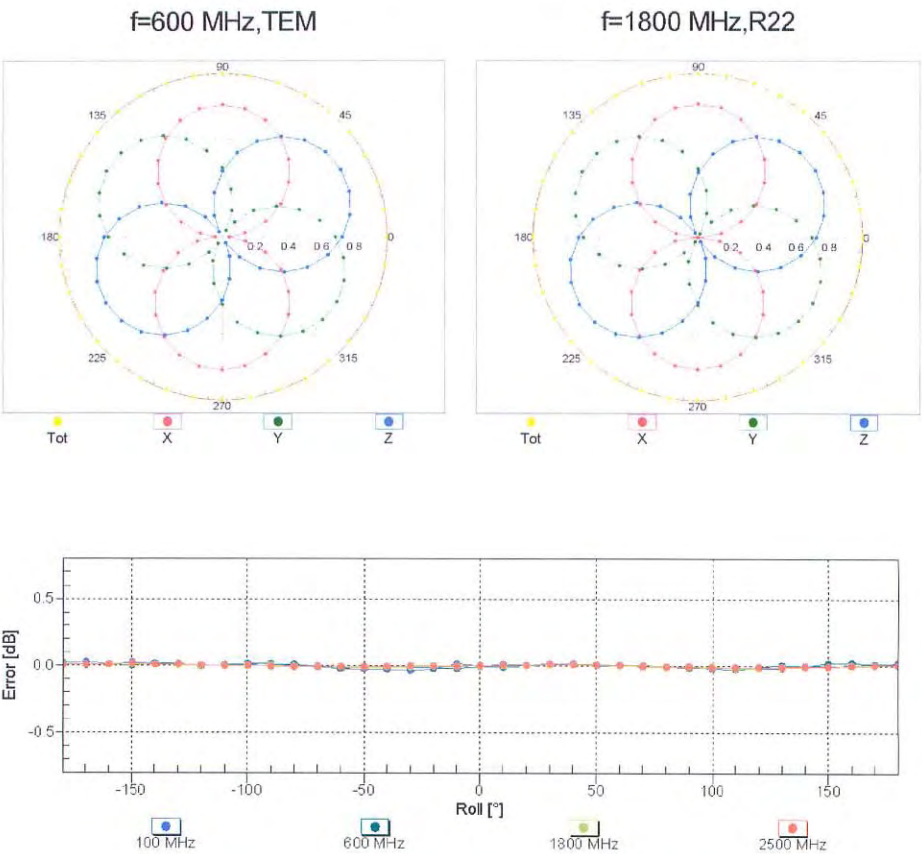 f=600 MHz,TEM
f=1800 MHz,R22
90
135
45
180
0.2
0.4
0.6
0.8
0
225
315
270
Tot
X
Y
Z
90
135
45
180
0.2
0.4
0.6
0.8
0
225
315
270
Tot
X
Y
Z
Error [dB]
0.5
0.0
-0.5
-150
-100
-50
0
50
100
150
Roll [°]
100 MHz
600 MHz
1800 MHz
2500 MHz